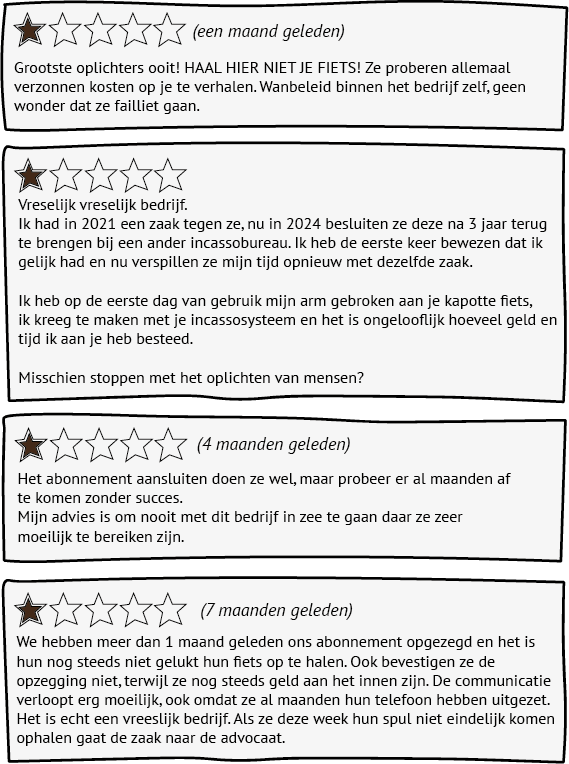 (een maand geleden)
Grootste oplichters ooit! HAAL HIER NIET JE FIETS! Ze proberen allemaal
verzonnen kosten op je te verhalen. Wanbeleid binnen het bedrijf zelf, geen
wonder dat ze failliet gaan.
Vreselijk vreselijk bedrijf.
Ik had in 2021 een zaak tegen ze, nu in 2024 besluiten ze deze na 3 jaar terug
te brengen bij een ander incassobureau. Ik heb de eerste keer bewezen dat ik
gelijk had en nu verspillen ze mijn tijd opnieuw met dezelfde zaak.
Ik heb op de eerste dag van gebruik mijn arm gebroken aan je kapotte fiets,
ik kreeg te maken met je incassosysteem en het is ongelooflijk hoeveel geld en
tijd ik aan je heb besteed.
Misschien stoppen met het oplichten van mensen?
(4 maanden geleden)
Het abonnement aansluiten doen ze wel, maar probeer er al maanden af
te komen zonder succes.
Mijn advies is om nooit met dit bedrijf in zee te gaan daar ze zeer
moeilijk te bereiken zijn.
(7 maanden geleden)
We hebben meer dan 1 maand geleden ons abonnement opgezegd en het is
hun nog steeds niet gelukt hun fiets op te halen. Ook bevestigen ze de
opzegging niet, terwijl ze nog steeds geld aan het innen zijn. De communicatie
verloopt erg moeilijk, ook omdat ze al maanden hun telefoon hebben uitgezet.
Het is echt een vreeslijk bedrijf. Als ze deze week hun spul niet eindelijk komen
ophalen gaat de zaak naar de advocaat.